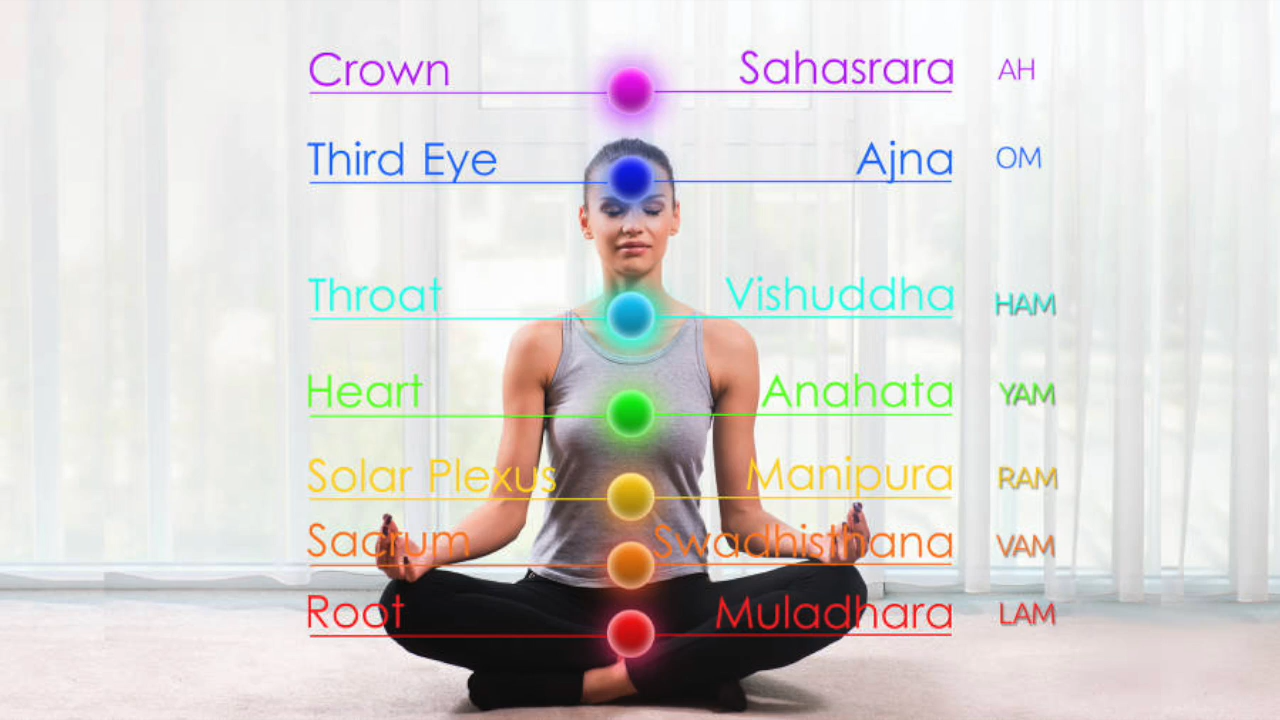 Crown Sahasrara AH
Third Eye Ajna OM
Throat Vishuddha HAM
Heart Anahata YAM
Solar Plexus Manipura RAM
Sacrum Swadhisthana VAM
Root Muladhara LAM